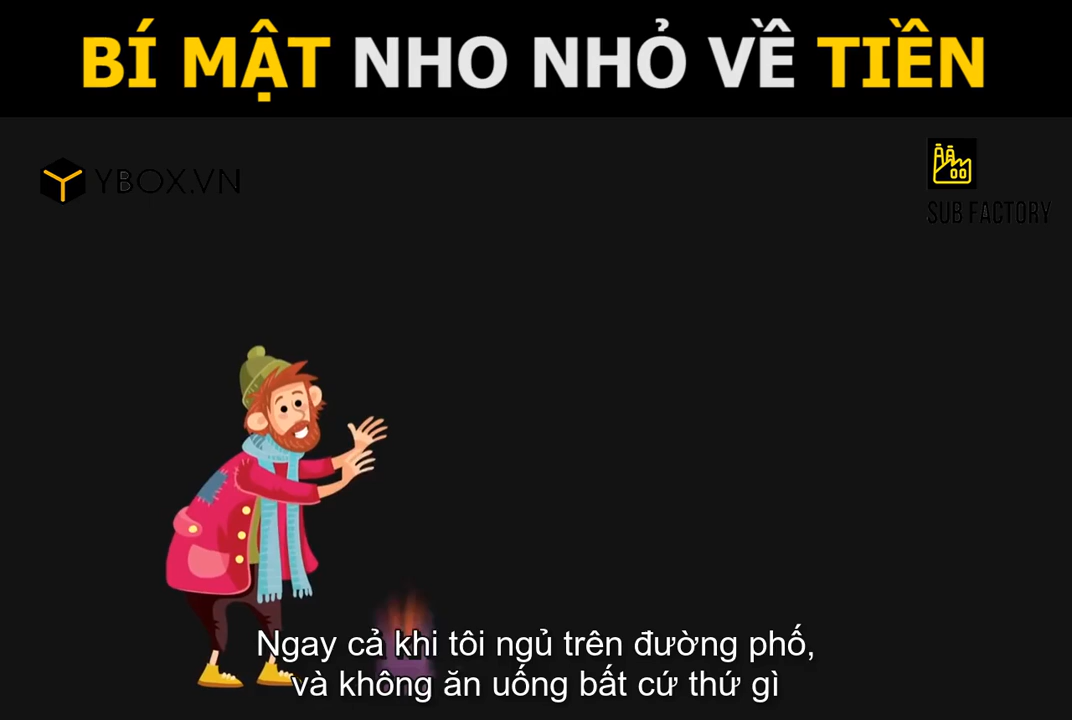 BÍ MẬT NHO NHỎ VỀ TIỀN
YBOX.VN
SUB FACTORY
Ngay cả khi tôi ngủ trên đường phố,
và không ăn uống bất cứ thứ gì